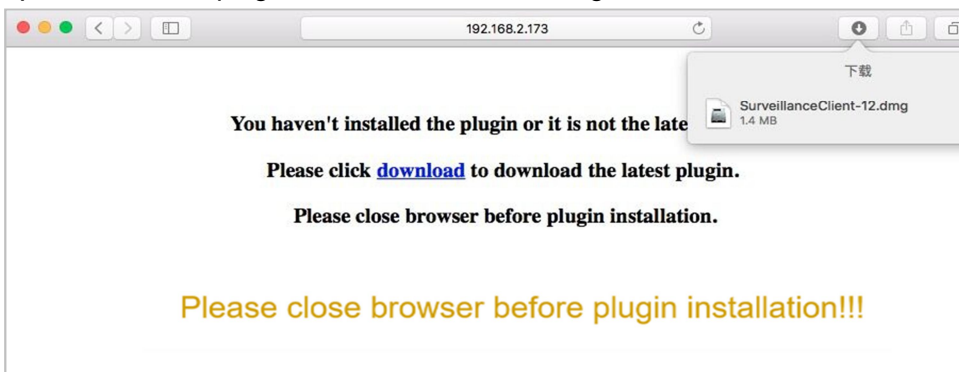 192.168.2.173
下载
SurveillanceClient-12.dmg
1.4 MB
You haven't installed the plugin or it is not the late
Please click download to download the latest plugin.
Please close browser before plugin installation.
Please close browser before plugin installation!!!